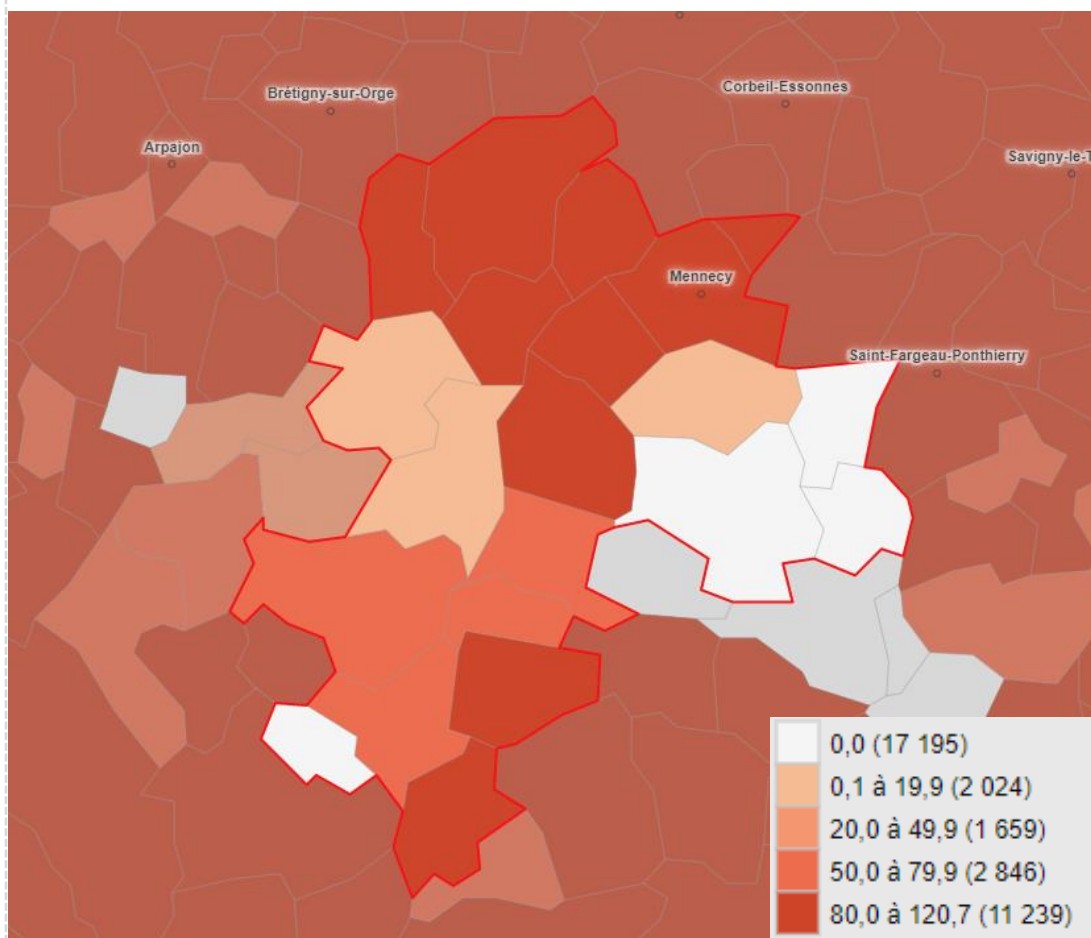 Brétigny-sur-Orge
Corbeil-Essonnes
Arpajon
Savigny-le-T
Mennecy
Saint-Fargeau-Ponthierry
0,0 (17 195)
0,1 à 19,9 (2 024)
20,0 à 49,9 (1 659)
50,0 à 79,9 (2 846)
80,0 à 120,7 (11 239)